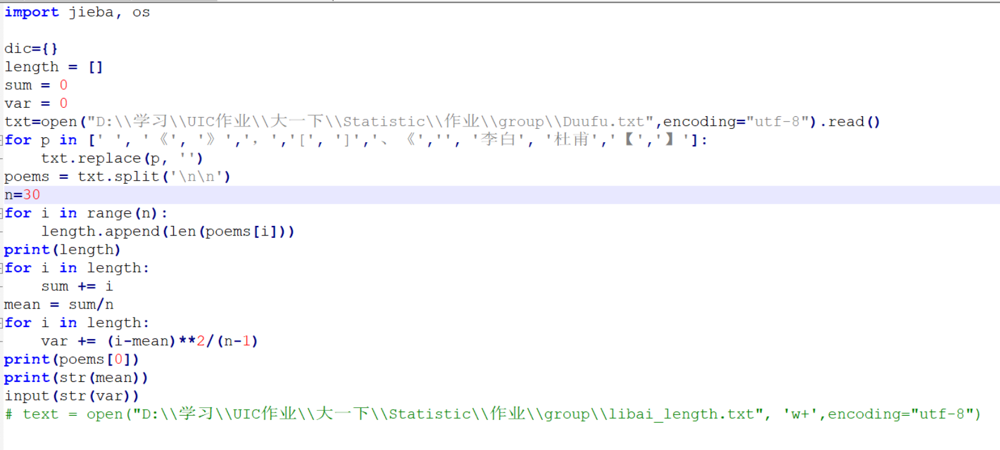 import jieba, os
dic={}
length = []
sum = 0
var = 0
txt=open("D:\\学习\\UIC作业\\大一下\\Statistic\\作业\\group\\Duufu.txt",encoding="utf-8").read()
for p in [' ', '《', '》',',','[', ']','、 《','', '李白', '杜甫','【','】']:
    txt.replace(p, '')
poems = txt.split('\n\n')
n=30
for i in range(n):
    length.append(len(poems[i]))
print(length)
for i in length:
    sum += i
mean = sum/n
for i in length:
    var += (i-mean)**2/(n-1)
print(poems[0])
print(str(mean))
input(str(var))
# text = open("D:\\学习\\UIC作业\\大一下\\Statistic\\作业\\group\\libai_length.txt", 'w+',encoding="utf-8")